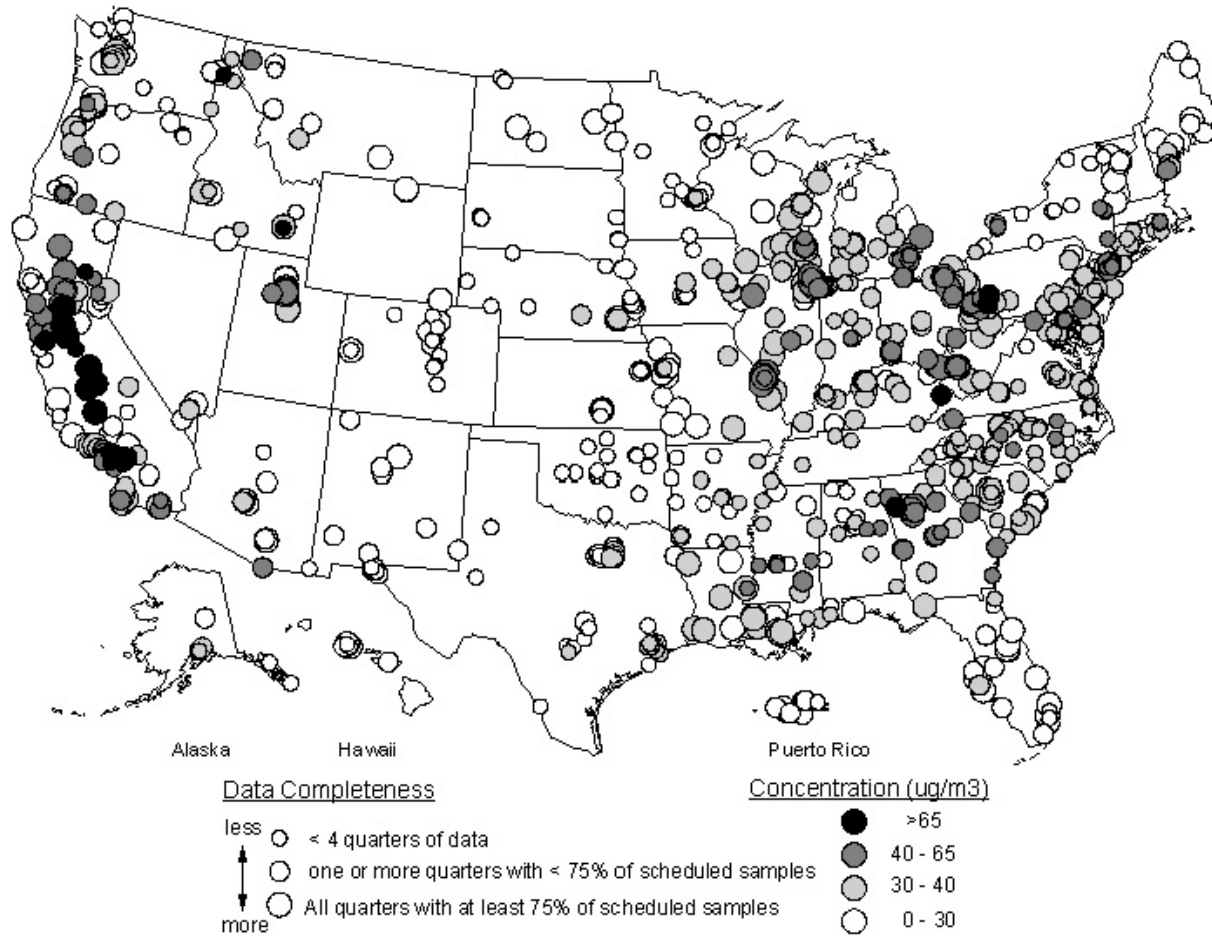 Alaska
Hawaii
Puerto Rico
Data Completeness
less
< 4 quarters of data
one or more quarters with < 75% of scheduled samples
more
All quarters with at least 75% of scheduled samples
Concentration (ug/m3)
>65
40 - 65
30 - 40
0 - 30